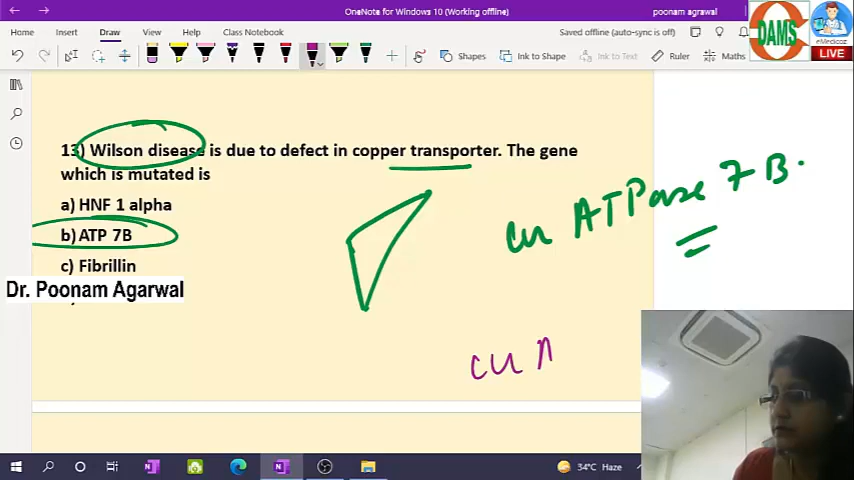 OneNote for Windows 10 (Working offline)
poonam agrawal
Home Insert Draw View Help Class Notebook
Saved offline (auto-sync is off)
Shapes Ink to Shape Ink to Text Ruler Maths
DAMS
eMedicoz
LIVE
13) Wilson disease is due to defect in copper transporter. The gene
which is mutated is
a) HNF 1 alpha
b) ATP 7B
c) Fibrillin
Dr. Poonam Agarwal
Cu ATPase 7 B.
Cu A
34°C Haze